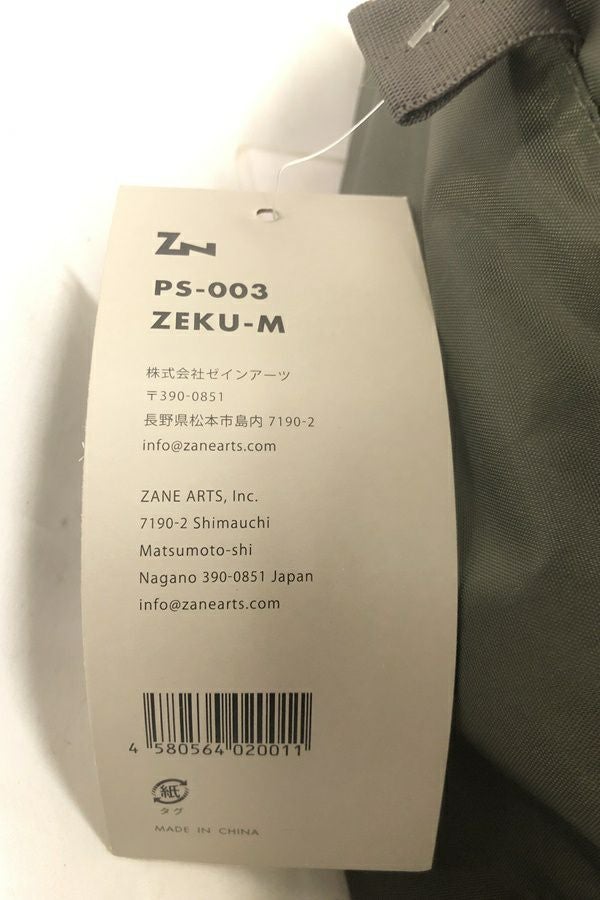 ZN
PS-003
ZEKU-M
株式会社ゼインアーツ
〒390-0851
長野県松本市島内 7190-2
info@zanearts.com
ZANE ARTS, Inc.
7190-2 Shimauchi
Matsumoto-shi
Nagano 390-0851 Japan
info@zanearts.com
4 580564 020011
紙
タグ
MADE IN CHINA